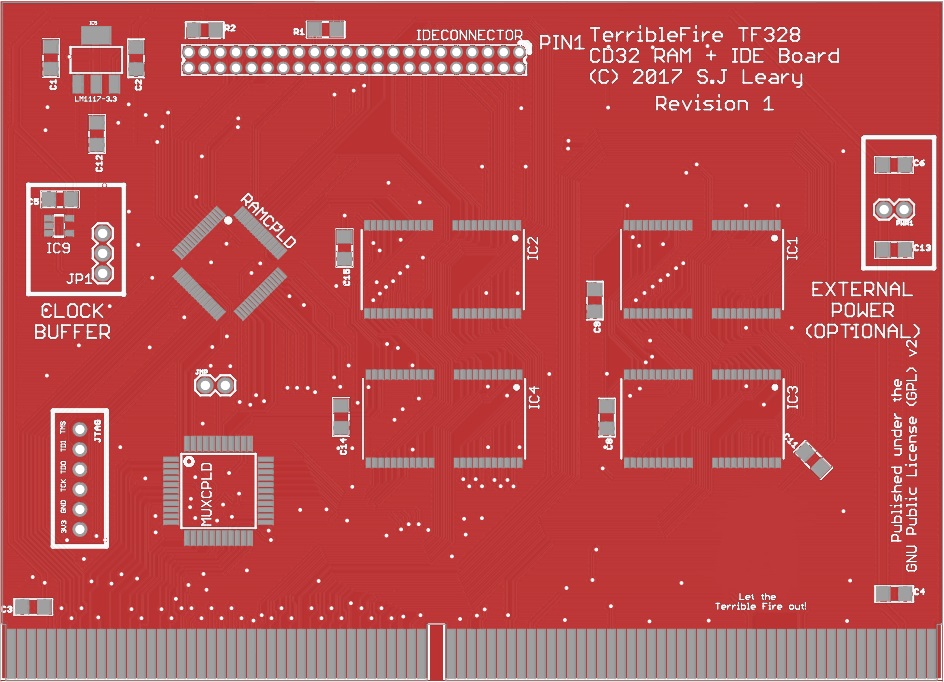 IC5
R2
R1
IDECONNECTOR
PIN1
TerribleFire TF328
CD32 RAM + IDE Board
(C) 2017 S.J Leary
Revision 1
C1
C2
LM1117-3.3
C12
C6
C5
IC9
JP1
CLOCK
BUFFER
RAMCPLD
C15
IC2
IC1
C9
PWR1
C13
EXTERNAL
POWER
(OPTIONAL)
JMP
C14
IC4
C8
IC3
C11
JTAG
TMS
TDI
TDO
TCK
GND
3V3
MUXCPLD
Published under the
GNU Public License (GPL) v2
C3
C4
Let the
Terrible Fire out!